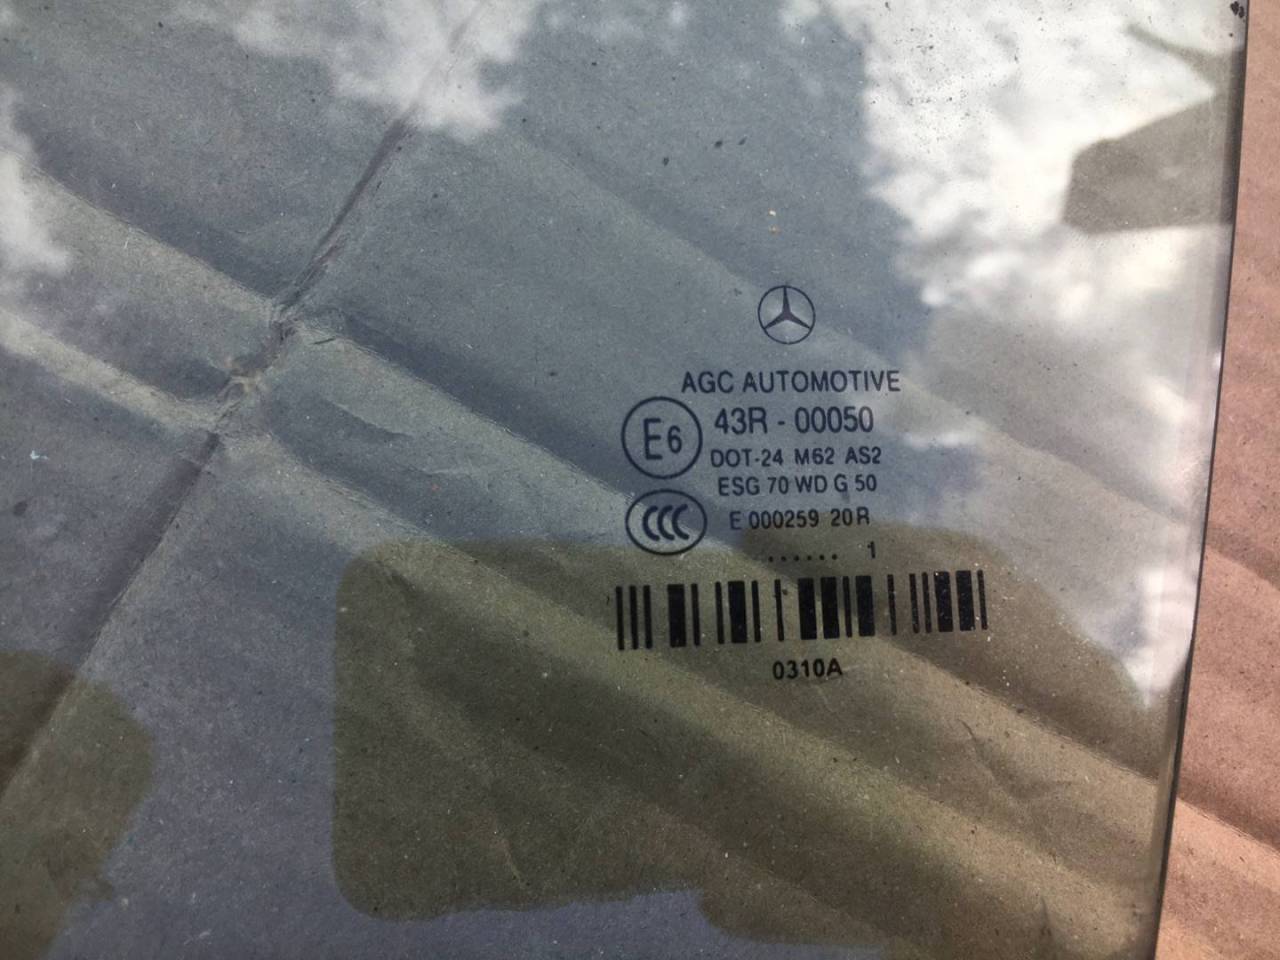 AGC AUTOMOTIVE
E6 43R - 00050
DOT-24 M62 AS2
ESG 70 WD G 50
CCC E 000259 20R
...... 1
0310A